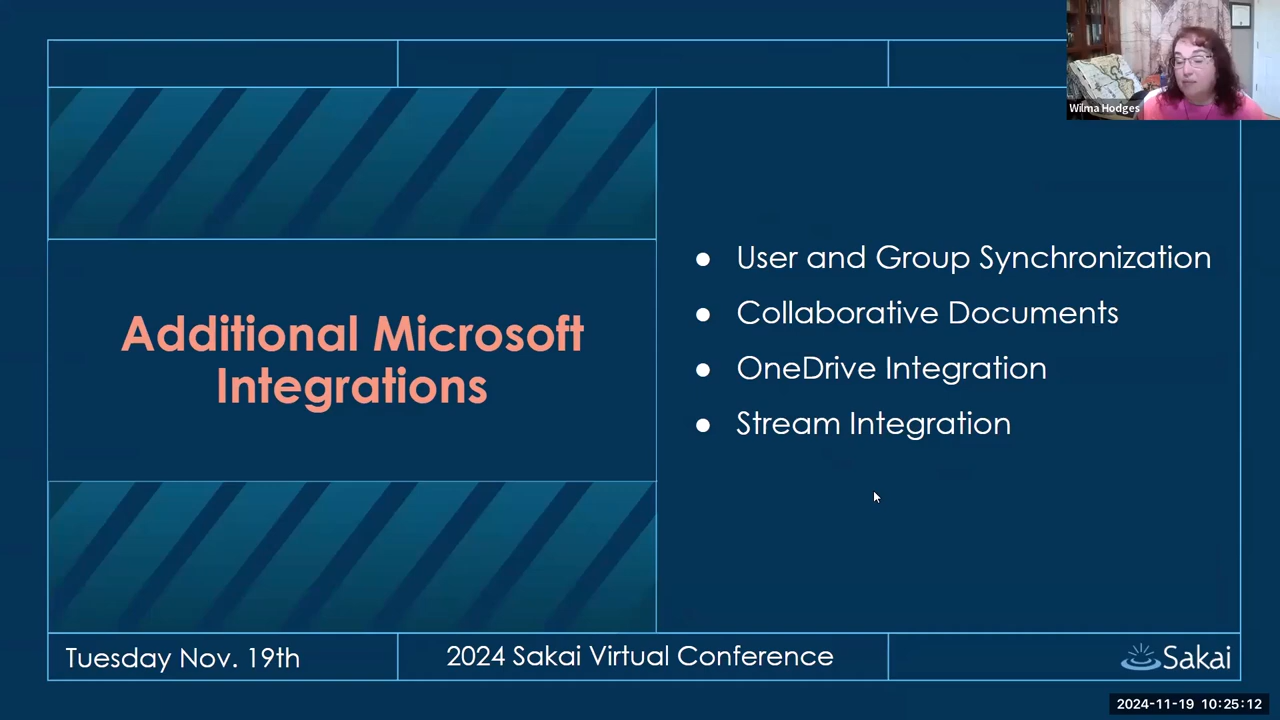 Wilma Hodges
Additional Microsoft
Integrations
● User and Group Synchronization
● Collaborative Documents
● OneDrive Integration
● Stream Integration
Tuesday Nov. 19th
2024 Sakai Virtual Conference
Sakai
2024-11-19 10:25:12